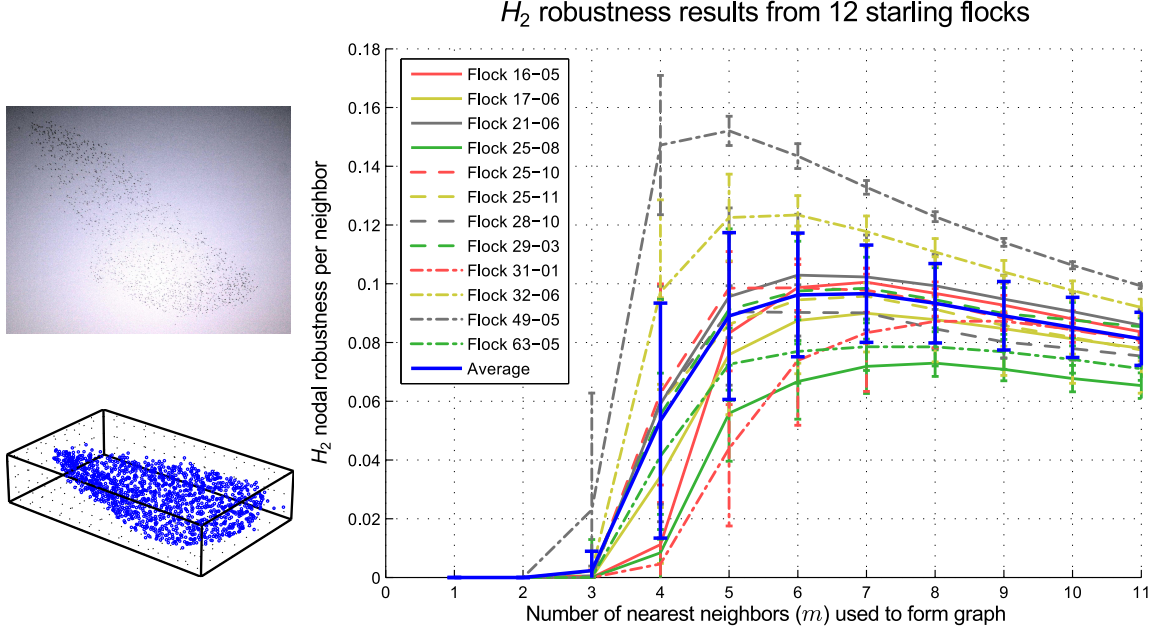 H₂ robustness results from 12 starling flocks
H₂ nodal robustness per neighbor
0.18
0.16
0.14
0.12
0.1
0.08
0.06
0.04
0.02
0
Flock 16−05
Flock 17−06
Flock 21−06
Flock 25−08
Flock 25−10
Flock 25−11
Flock 28−10
Flock 29−03
Flock 31−01
Flock 32−06
Flock 49−05
Flock 63−05
Average
0 1 2 3 4 5 6 7 8 9 10 11
Number of nearest neighbors (m) used to form graph